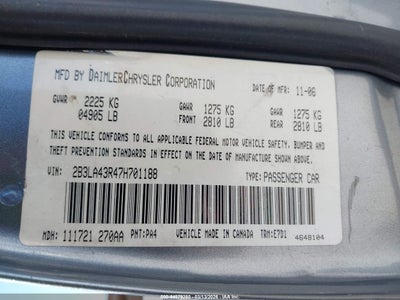 MFD BY DAIMLERCHRYSLER CORPORATION DATE OF MFR: 11-06
GVWR 2225 KG GAWR 1275 KG GAWR 1275 KG
04905 LB FRONT 2810 LB REAR 2810 LB
THIS VEHICLE CONFORMS TO ALL APPLICABLE FEDERAL MOTOR VEHICLE SAFETY,
BUMPER, AND THEFT PREVENTION STANDARDS IN EFFECT ON THE DATE OF
MANUFACTURE SHOWN ABOVE.
VIN: 2B3LA43R47H701188 TYPE: PASSENGER CAR
MDH: 111721 270AA PNT: PA4 VEHICLE MADE IN CANADA TRM: E7D1
4648104